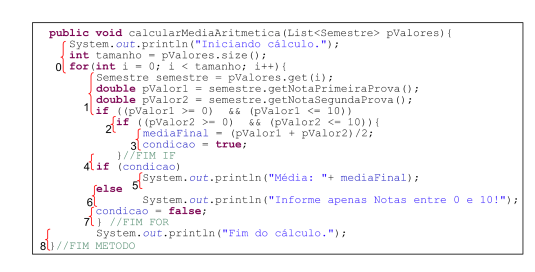 public void calcularMediaAritmetica(List<Semestre> pValores){
System.out.println("Iniciando cálculo.");
int tamanho = pValores.size();
0 for(int i = 0; i < tamanho; i++){
Semestre semestre = pValores.get(i);
double pValor1 = semestre.getNotaPrimeiraProva();
double pValor2 = semestre.getNotaSegundaProva();
1 if ((pValor1 >= 0) && (pValor1 <= 10))
2 if ((pValor2 >= 0) && (pValor2 <= 10)){
mediaFinal = (pValor1 + pValor2)/2;
3 condicao = true;
}//FIM IF
4 if (condicao)
5 System.out.println("Média: "+ mediaFinal);
else
6 System.out.println("Informe apenas Notas entre 0 e 10!");
condicao = false;
7 } //FIM FOR
System.out.println("Fim do cálculo.");
8 }//FIM METODO